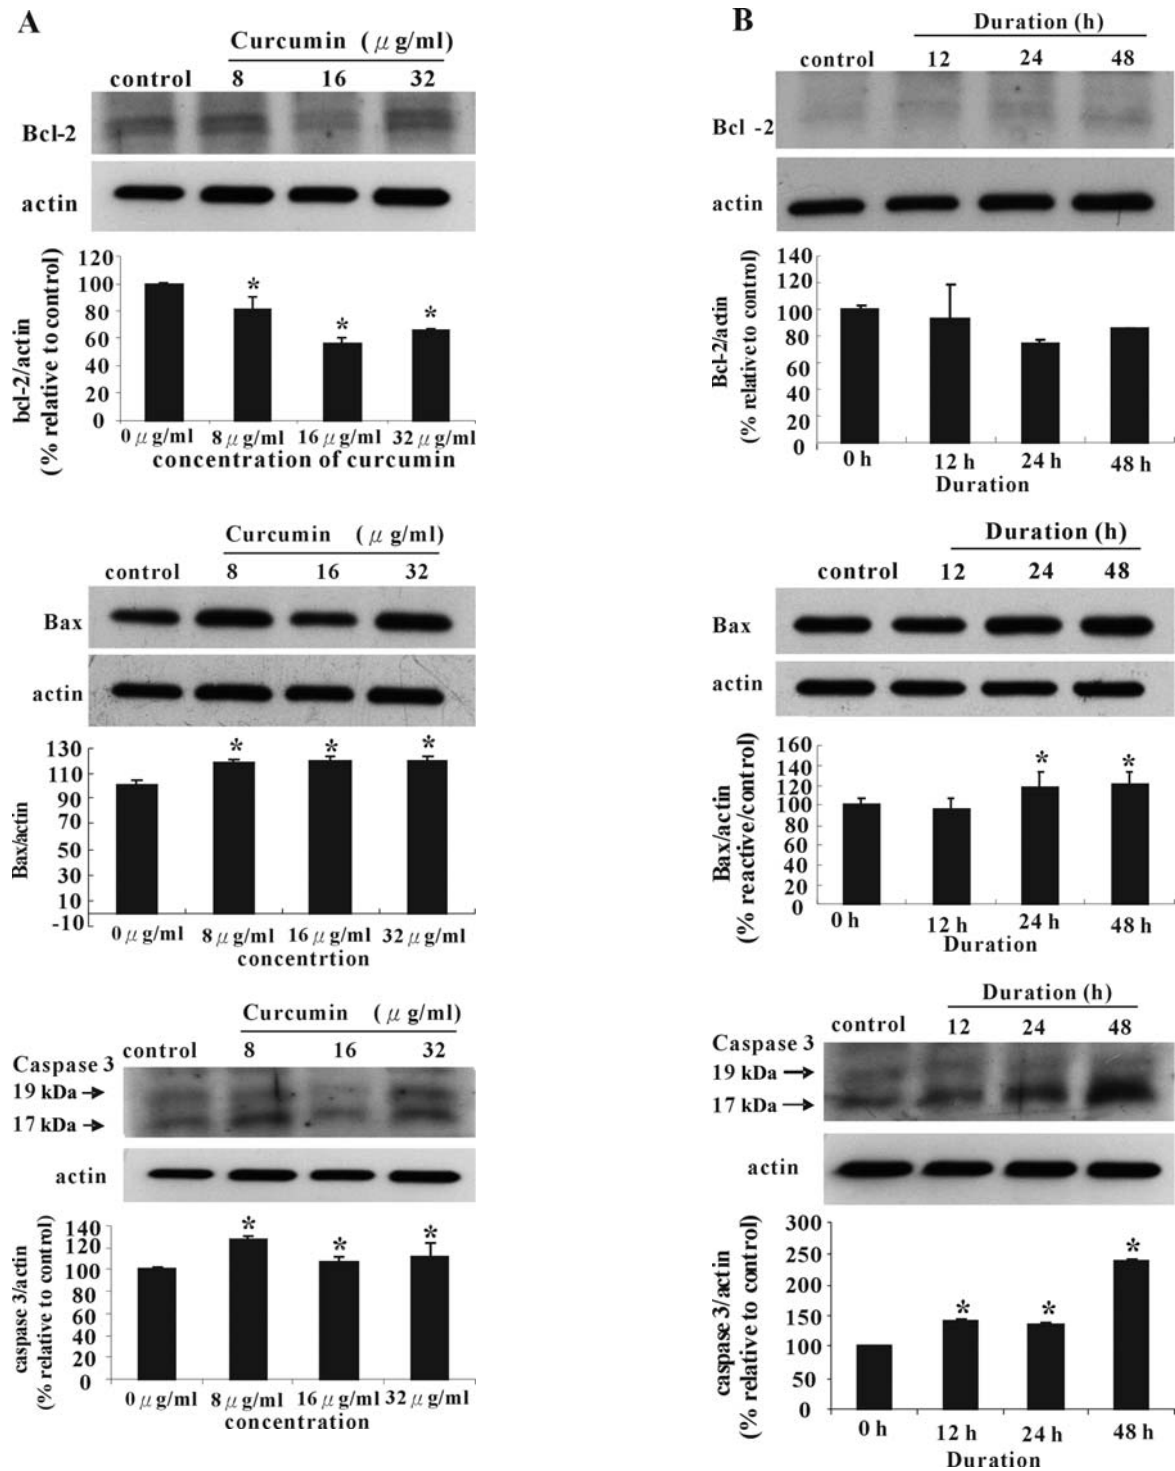 A
Curcumin ( μ g/ml)
control 8 16 32
Bcl-2
actin
120
100
80
60
40
20
0
bcl-2/actin
(% relative to control)
0 μ g/ml 8 μ g/ml 16 μ g/ml 32 μ g/ml
concentration of curcumin
* * *
Curcumin ( μ g/ml)
control 8 16 32
Bax
actin
130
110
90
70
50
30
10
-10
Bax/actin
* * *
0 μ g/ml 8 μ g/ml 16 μ g/ml 32 μ g/ml
concentrtion
Curcumin ( μ g/ml)
control 8 16 32
Caspase 3
19 kDa →
17 kDa →
actin
140
120
100
80
60
40
20
0
caspase 3/actin
(% relative to control)
* * *
0 μ g/ml 8 μ g/ml 16 μ g/ml 32 μ g/ml
concentration
B
Duration (h)
control 12 24 48
Bcl -2
actin
140
120
100
80
60
40
20
0
Bcl-2/actin
(% relative to control)
0 h 12 h 24 h 48 h
Duration
Duration (h)
control 12 24 48
Bax
actin
160
140
120
100
80
60
40
20
0
Bax/actin
(% reactive/control)
* *
0 h 12 h 24 h 48 h
Duration
Duration (h)
control 12 24 48
Caspase 3
19 kDa →
17 kDa →
actin
300
250
200
150
100
50
0
caspase 3/actin
(% relative to control)
* * *
0 h 12 h 24 h 48 h
Duration